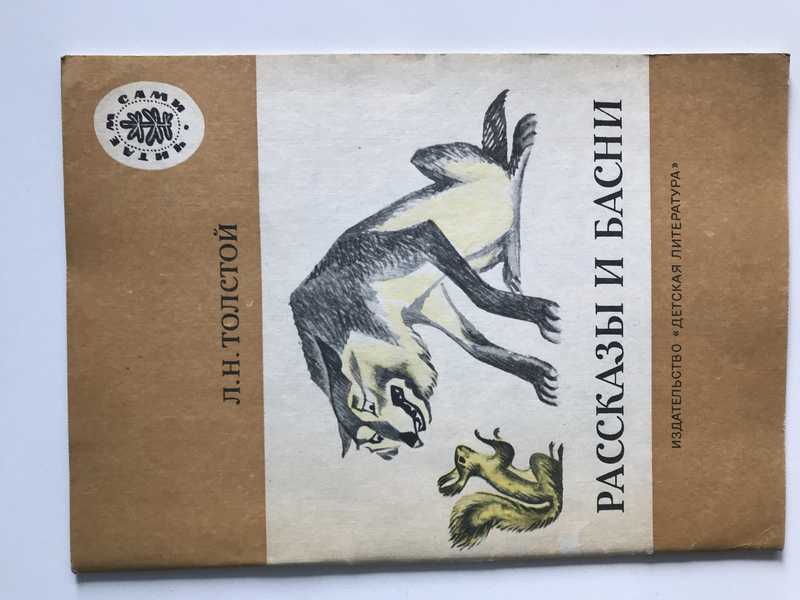 ЧИТАЕМ САМИ •
Л.Н. ТОЛСТОЙ
РАССКАЗЫ И БАСНИ
ИЗДАТЕЛЬСТВО «ДЕТСКАЯ ЛИТЕРАТУРА»